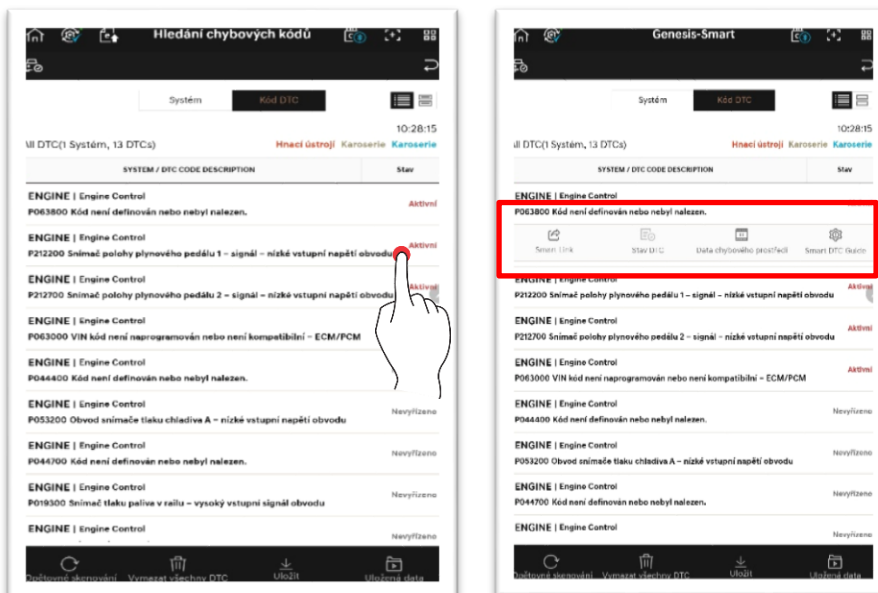 Hledání chybových kódů
Systém
Kód DTC
10:28:15
All DTC(1 Systém, 13 DTCs)
Hnací ústrojí Karoserie Karoserie
SYSTEM / DTC CODE DESCRIPTION
Stav
ENGINE | Engine Control
P063800 Kód není definován nebo nebyl nalezen.
Aktivní
ENGINE | Engine Control
P212200 Snímač polohy plynového pedálu 1 – signál – nízké vstupní napětí obvodu
Aktivní
ENGINE | Engine Control
P212700 Snímač polohy plynového pedálu 2 – signál – nízké vstupní napětí obvodu
Aktivní
ENGINE | Engine Control
P063000 VIN kód není naprogramován nebo není kompatibilní – ECM/PCM
ENGINE | Engine Control
P044400 Kód není definován nebo nebyl nalezen.
ENGINE | Engine Control
P053200 Obvod snímače tlaku chladiva A – nízké vstupní napětí obvodu
Nevyřízeno
ENGINE | Engine Control
P044700 Kód není definován nebo nebyl nalezen.
Nevyřízeno
ENGINE | Engine Control
P019300 Snímač tlaku paliva v railu – vysoký vstupní signál obvodu
Nevyřízeno
ENGINE | Engine Control
Nevyřízeno
Opětovné skenování
Vymazat všechny DTC
Uložit
Uložená data
Genesis-Smart
Systém
Kód DTC
10:28:15
All DTC(1 Systém, 13 DTCs)
Hnací ústrojí Karoserie Karoserie
SYSTEM / DTC CODE DESCRIPTION
Stav
ENGINE | Engine Control
P063800 Kód není definován nebo nebyl nalezen.
Smart Link
Stav DTC
Data chybového prostředí
Smart DTC Guide
ENGINE | Engine Control
P212200 Snímač polohy plynového pedálu 1 – signál – nízké vstupní napětí obvodu
Aktivní
ENGINE | Engine Control
P212700 Snímač polohy plynového pedálu 2 – signál – nízké vstupní napětí obvodu
Aktivní
ENGINE | Engine Control
P063000 VIN kód není naprogramován nebo není kompatibilní – ECM/PCM
Aktivní
ENGINE | Engine Control
P044400 Kód není definován nebo nebyl nalezen.
Nevyřízeno
ENGINE | Engine Control
P053200 Obvod snímače tlaku chladiva A – nízké vstupní napětí obvodu
Nevyřízeno
ENGINE | Engine Control
P044700 Kód není definován nebo nebyl nalezen.
Nevyřízeno
ENGINE | Engine Control
Nevyřízeno
Opětovné skenování
Vymazat všechny DTC
Uložit
Uložená data